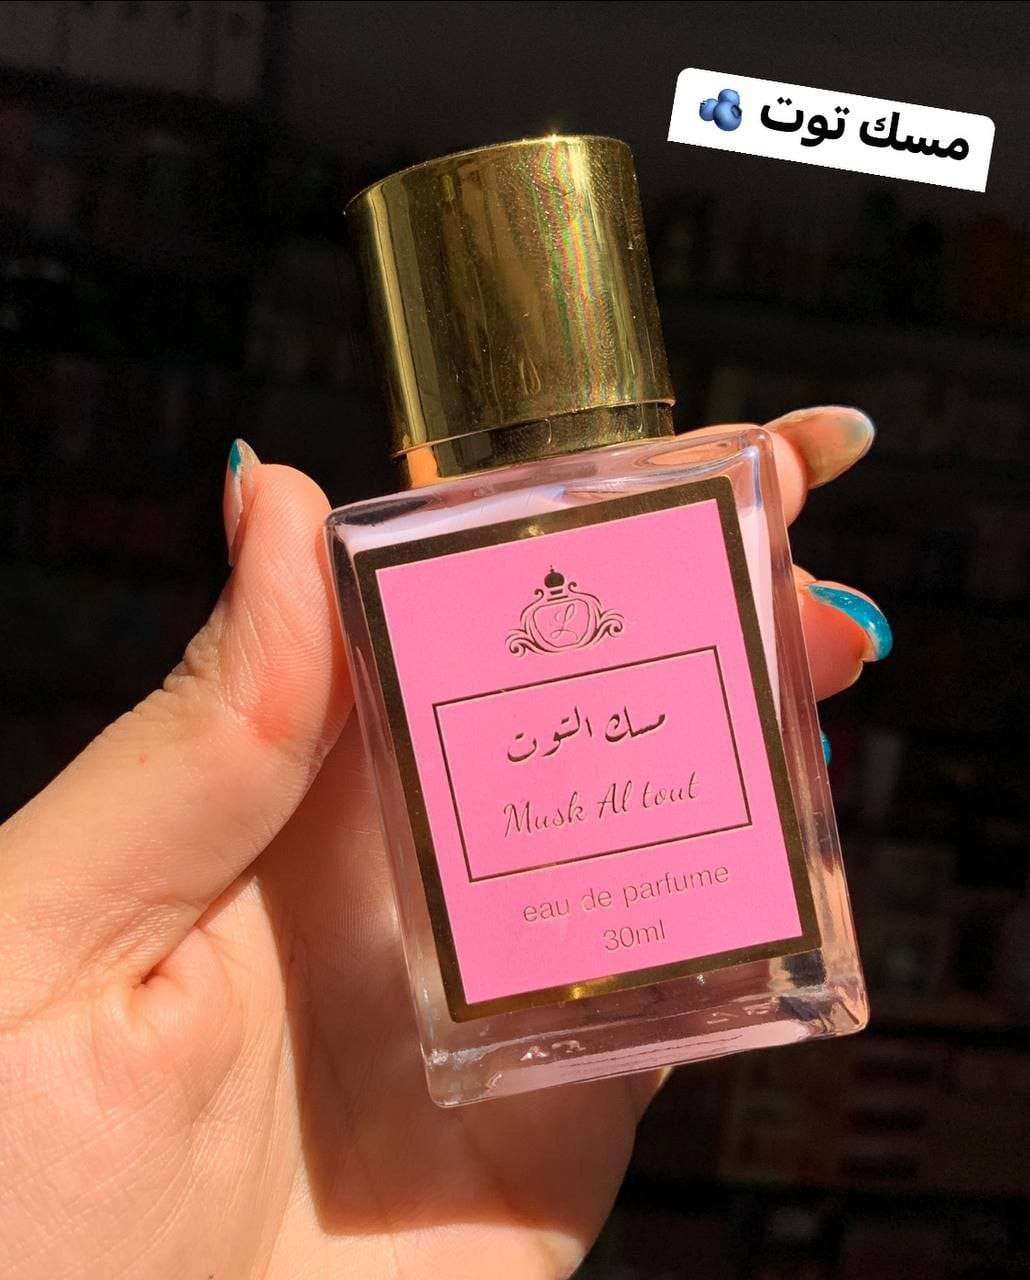 مسك توت 🫐
L
مسك التوت
Musk Al tout
eau de parfume
30ml